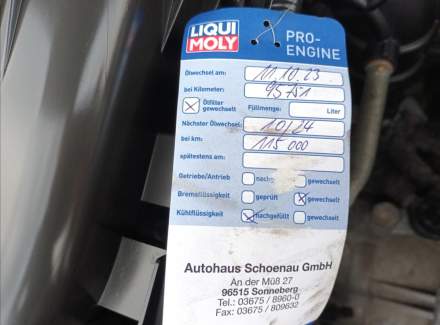 LIQUI
MOLY
PRO-
ENGINE
Ölwechsel am: 11.10.23
bei Kilometer: 95751
Ölfilter
gewechselt
Füllmenge: Liter
Nächster Ölwechsel: 10/24
bei km: 115 000
spätestens am:
Getriebe/Antrieb gewechselt
Bremsflüssigkeit geprüft gewechselt
Kühlflüssigkeit nachgefüllt gewechselt
Autohaus Schoenau GmbH
An der Müß 27
96515 Sonneberg
Tel.: 03675 / 8960-0
Fax: 03675 / 809632